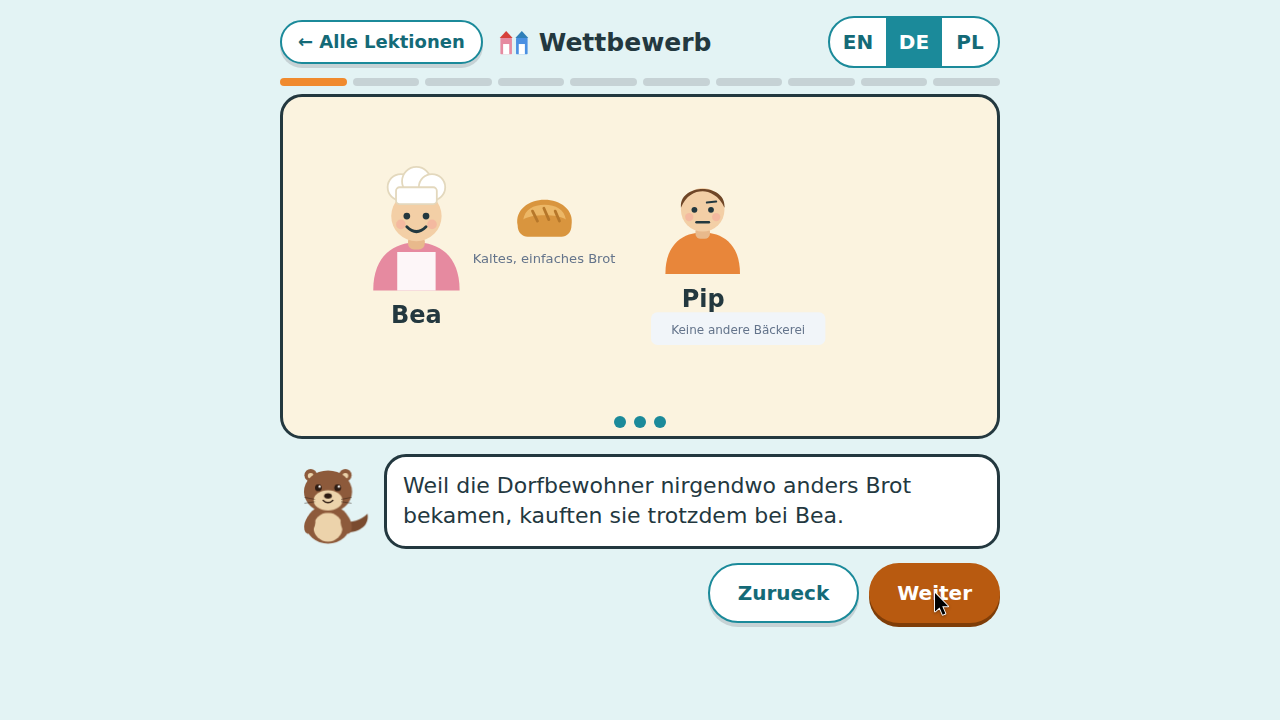 ← Alle Lektionen
Wettbewerb
EN DE PL
Kaltes, einfaches Brot
Bea
Pip
Keine andere Bäckerei
Weil die Dorfbewohner nirgendwo anders Brot
bekamen, kauften sie trotzdem bei Bea.
Zurueck
Weiter